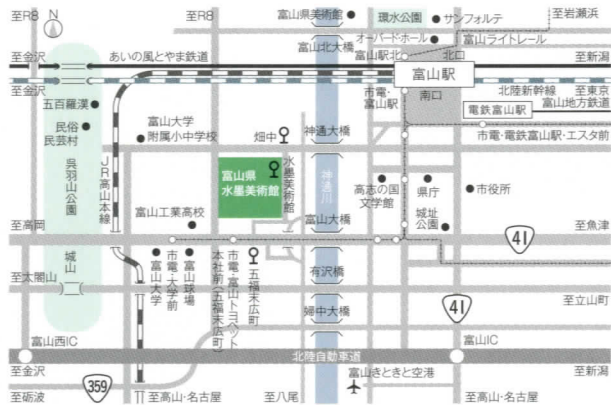 至R8
至R8
富山県美術館
環水公園
サンフォルテ
至岩瀬浜
N
オーバード・ホール
富山ライトレール
富山北大橋
富山駅北
北口
至金沢
あいの風とやま鉄道
富山駅
至新潟
至金沢
北陸新幹線
至東京
市電・
富山駅
南口
電鉄富山駅
富山地方鉄道
五百羅漢
民俗
民芸村
富山大学
附属小中学校
畑中
神通大橋
市電・電鉄富山駅・エスタ前
呉羽山公園
JR高山本線
富山県
水墨美術館
水墨美術館
神通川
高志の国
文学館
県庁
市役所
富山工業高校
城址
公園
至高岡
富山大橋
41
至魚津
城山
至太閤山
富山大学
市電・大学前
富山球場
市電・富山トヨペット
本社前(五福末広町)
五福末広町
有沢橋
至立山町
婦中大橋
41
富山西IC
北陸自動車道
富山IC
至金沢
至新潟
359
富山きときと空港
至砺波
至高山・名古屋
至八尾
至高山・名古屋